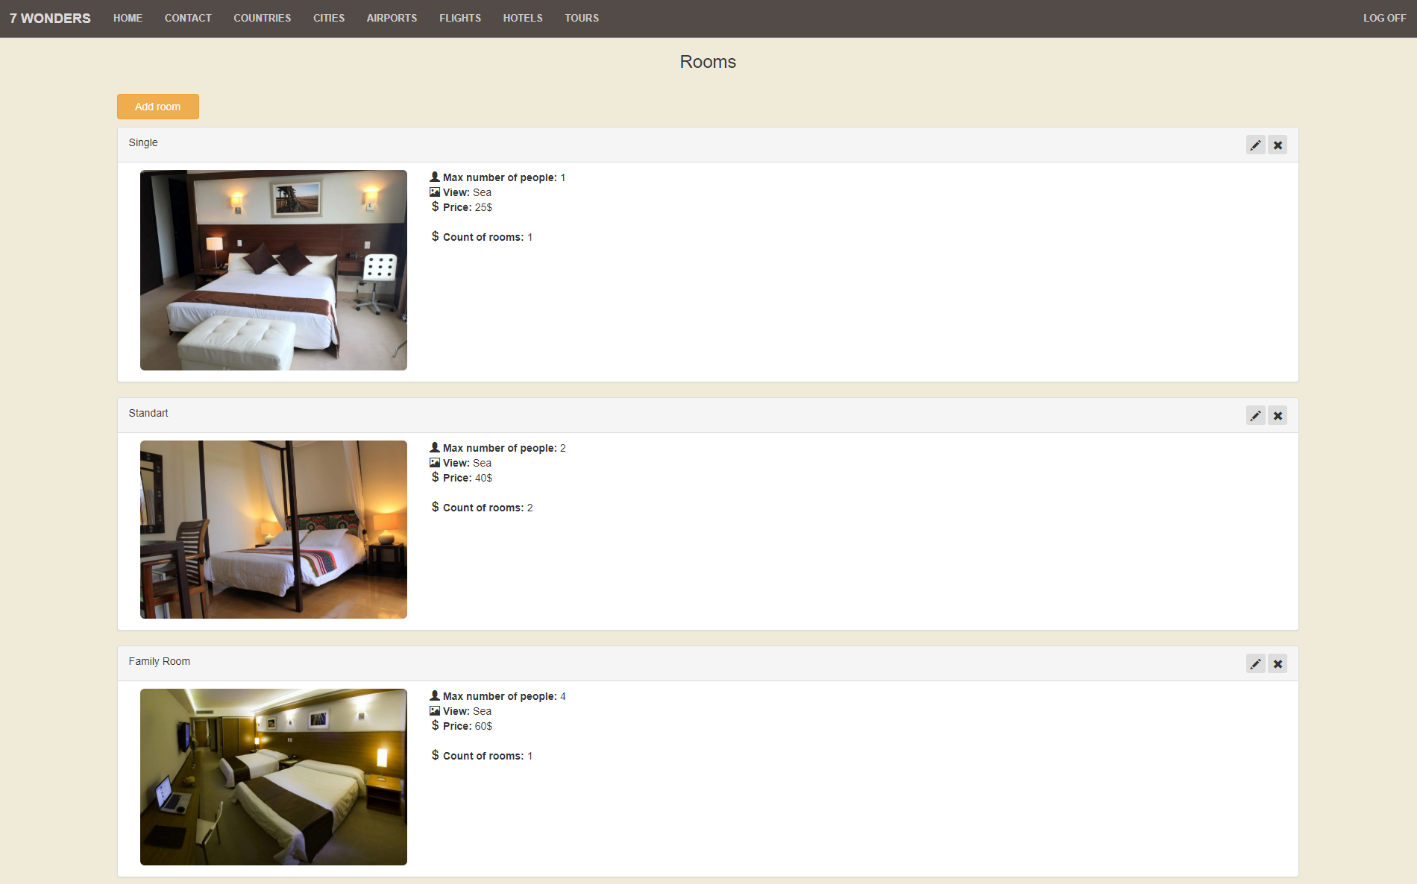 7 WONDERS HOME CONTACT COUNTRIES CITIES AIRPORTS FLIGHTS HOTELS TOURS LOG OFF
Rooms
Add room
Single
Max number of people: 1
View: Sea
$ Price: 25$
$ Count of rooms: 1
Standart
Max number of people: 2
View: Sea
$ Price: 40$
$ Count of rooms: 2
Family Room
Max number of people: 4
View: Sea
$ Price: 60$
$ Count of rooms: 1